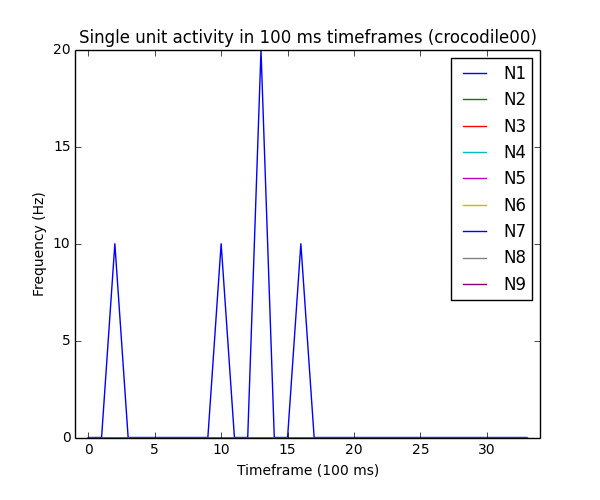 Single unit activity in 100 ms timeframes (crocodile00)
20
15
10
5
0
Frequency (Hz)
N1
N2
N3
N4
N5
N6
N7
N8
N9
0 5 10 15 20 25 30
Timeframe (100 ms)